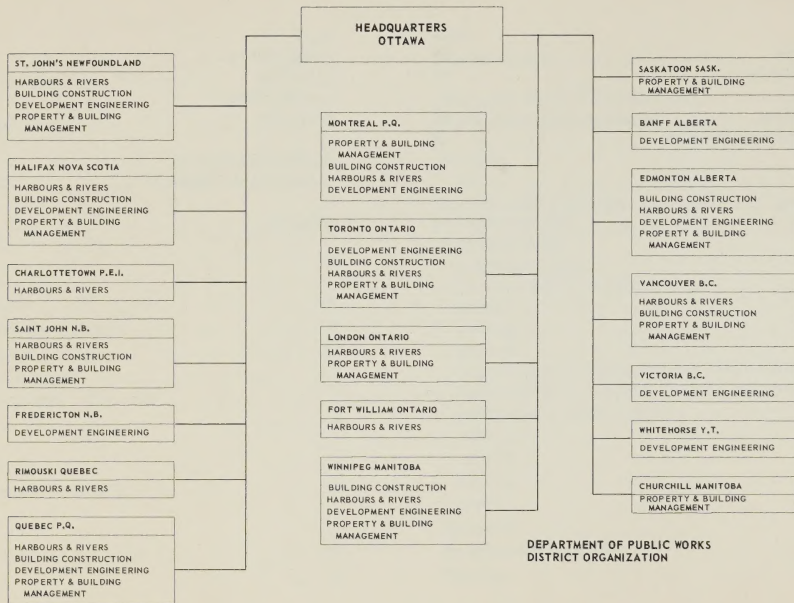 HEADQUARTERS
OTTAWA
ST. JOHN'S NEWFOUNDLAND
HARBOURS & RIVERS
BUILDING CONSTRUCTION
DEVELOPMENT ENGINEERING
PROPERTY & BUILDING
MANAGEMENT
HALIFAX NOVA SCOTIA
HARBOURS & RIVERS
BUILDING CONSTRUCTION
DEVELOPMENT ENGINEERING
PROPERTY & BUILDING
MANAGEMENT
CHARLOTTETOWN P.E.I.
HARBOURS & RIVERS
SAINT JOHN N.B.
HARBOURS & RIVERS
BUILDING CONSTRUCTION
PROPERTY & BUILDING
MANAGEMENT
FREDERICTON N.B.
DEVELOPMENT ENGINEERING
RIMOUSKI QUEBEC
HARBOURS & RIVERS
QUEBEC P.Q.
HARBOURS & RIVERS
BUILDING CONSTRUCTION
DEVELOPMENT ENGINEERING
PROPERTY & BUILDING
MANAGEMENT
MONTREAL P.Q.
PROPERTY & BUILDING
MANAGEMENT
BUILDING CONSTRUCTION
HARBOURS & RIVERS
DEVELOPMENT ENGINEERING
TORONTO ONTARIO
DEVELOPMENT ENGINEERING
BUILDING CONSTRUCTION
HARBOURS & RIVERS
PROPERTY & BUILDING
MANAGEMENT
LONDON ONTARIO
HARBOURS & RIVERS
PROPERTY & BUILDING
MANAGEMENT
FORT WILLIAM ONTARIO
HARBOURS & RIVERS
WINNIPEG MANITOBA
BUILDING CONSTRUCTION
HARBOURS & RIVERS
DEVELOPMENT ENGINEERING
PROPERTY & BUILDING
MANAGEMENT
SASKATOON SASK.
PROPERTY & BUILDING
MANAGEMENT
BANFF ALBERTA
DEVELOPMENT ENGINEERING
EDMONTON ALBERTA
BUILDING CONSTRUCTION
HARBOURS & RIVERS
DEVELOPMENT ENGINEERING
PROPERTY & BUILDING
MANAGEMENT
VANCOUVER B.C.
HARBOURS & RIVERS
BUILDING CONSTRUCTION
PROPERTY & BUILDING
MANAGEMENT
VICTORIA B.C.
DEVELOPMENT ENGINEERING
WHITEHORSE Y.T.
DEVELOPMENT ENGINEERING
CHURCHILL MANITOBA
PROPERTY & BUILDING
MANAGEMENT
DEPARTMENT OF PUBLIC WORKS
DISTRICT ORGANIZATION